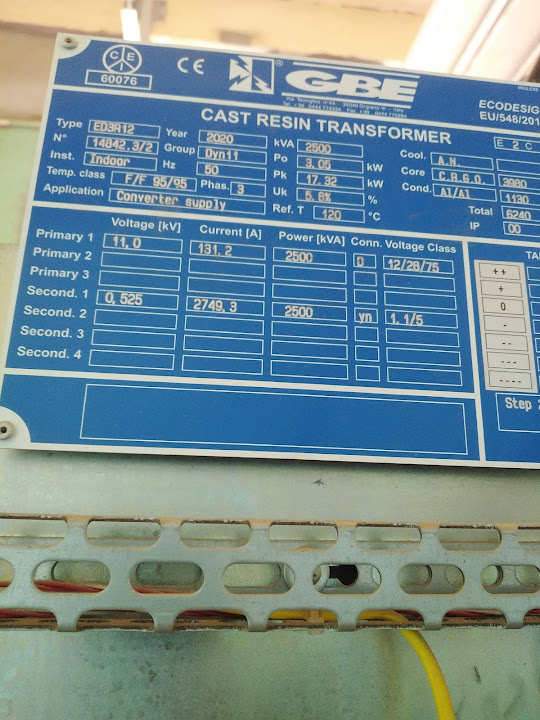 CEI
60076
CE
GBE
INGLESE
ECODESIG
EU/548/201
CAST RESIN TRANSFORMER
Type ED3R12 Year 2020 kVA 2500 Cool. A.N. E 2 C
N° 14842.3/2 Group Dyn11 Po 3.05 kW Core C.R.G.O. 3980
Inst. Indoor Hz 50 Pk 17,32 kW Cond. Al/Al 1130
Temp. class F/F 95/95 Phas. 3 Uk 5.6% % Total 6240
Application Converter supply Ref. T 120 °C IP 00
Voltage [kV] Current [A] Power [kVA] Conn. Voltage Class
Primary 1 11,0 131,2 2500 D 12/28/75
Primary 2
Primary 3
Second. 1 0,525 2749,3 2500 yn 1,1/5
Second. 2
Second. 3
Second. 4
TA
++
+
0
-
--
---
----
Step